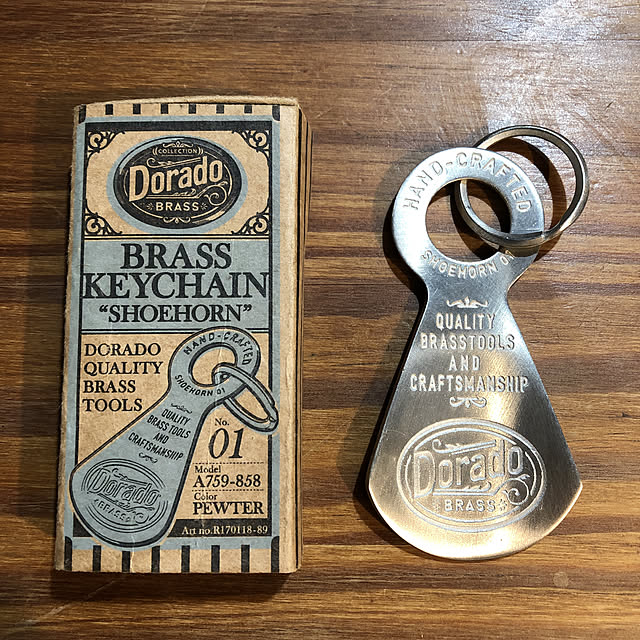 COLLECTION
Dorado
BRASS
BRASS
KEYCHAIN
"SHOEHORN"
DORADO
QUALITY
BRASS
TOOLS
HAND-CRAFTED
SHOEHORN 01
QUALITY
BRASS TOOLS
AND
CRAFTSMANSHIP
Dorado
BRASS
No.
01
Model
A759-858
Color
PEWTER
Art no.R170118-89
HAND-CRAFTED
SHOEHORN 01
QUALITY
BRASSTOOLS
AND
CRAFTSMANSHIP
Dorado
BRASS